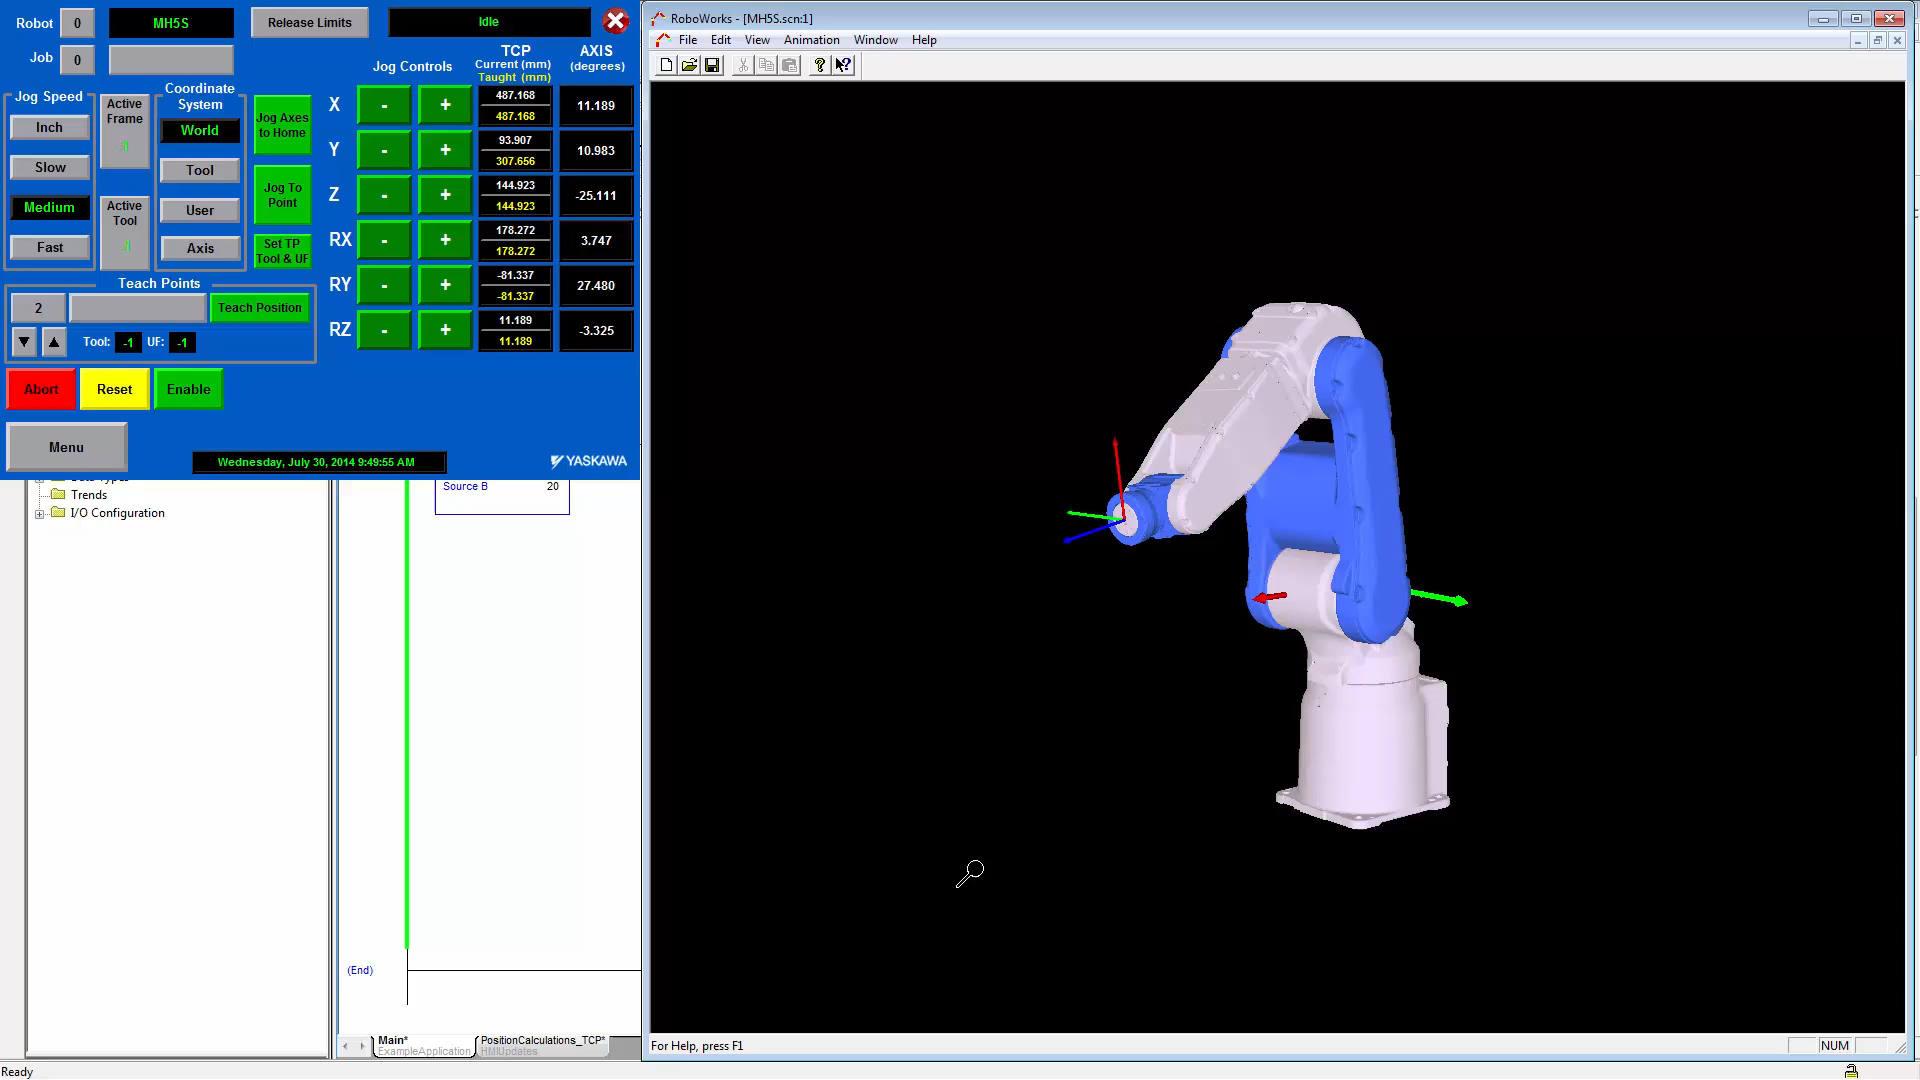 Robot 0 MH5S Release Limits Idle
Job 0
Jog Speed
Inch
Slow
Medium
Fast
Active Frame
-1
Active Tool
-1
Coordinate System
World
Tool
User
Axis
Jog Axes to Home
Jog To Point
Set TP Tool & UF
Jog Controls
TCP
Current (mm)
Taught (mm)
AXIS
(degrees)
X - + 487.168 487.168 11.189
Y - + 93.907 307.656 10.983
Z - + 144.923 144.923 -25.111
RX - + 178.272 178.272 3.747
RY - + -81.337 -81.337 27.480
RZ - + 11.189 11.189 -3.325
Teach Points
2 Teach Position
Tool: -1 UF: -1
Abort Reset Enable
Menu
Wednesday, July 30, 2014 9:49:55 AM
YASKAWA
Trends
I/O Configuration
Source B 20
(End)
Main*
ExampleApplication
PositionCalculations_TCP*
HMIUpdates
Ready
RoboWorks - [MH5S.scn:1]
File Edit View Animation Window Help
For Help, press F1
NUM